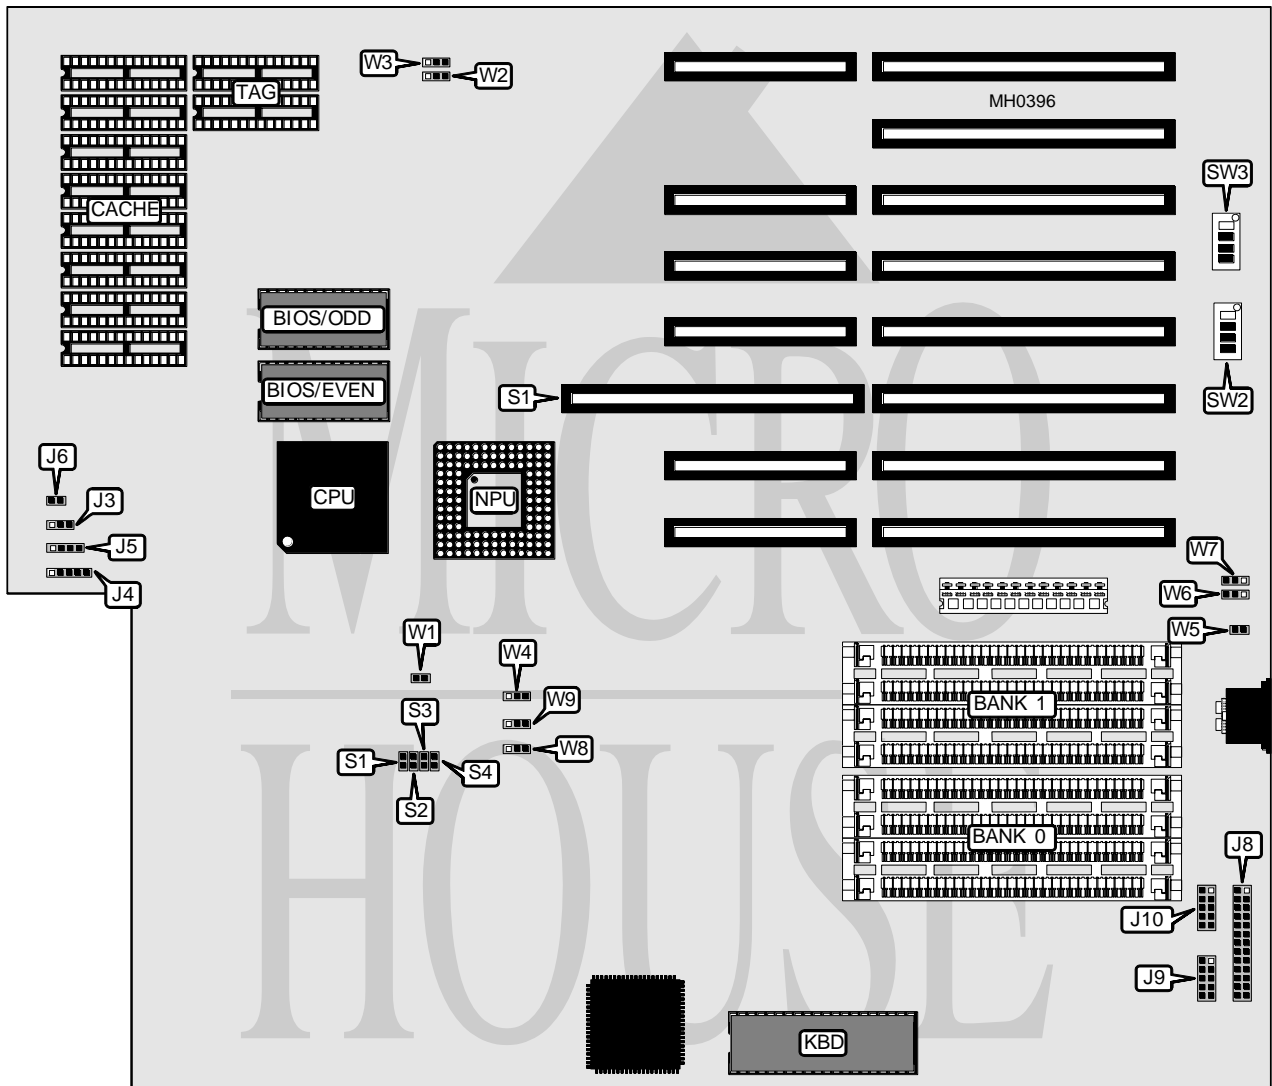 W3
W2
TAG
MH0396
SW3
CACHE
BIOS/ODD
BIOS/EVEN
S1
SW2
J6
J3
CPU
NPU
J5
J4
W7
W6
W5
W1
W4
S3
W9
BANK 1
S1
W8
S4
S2
BANK 0
J8
J10
J9
KBD
MICRO
HOUSE